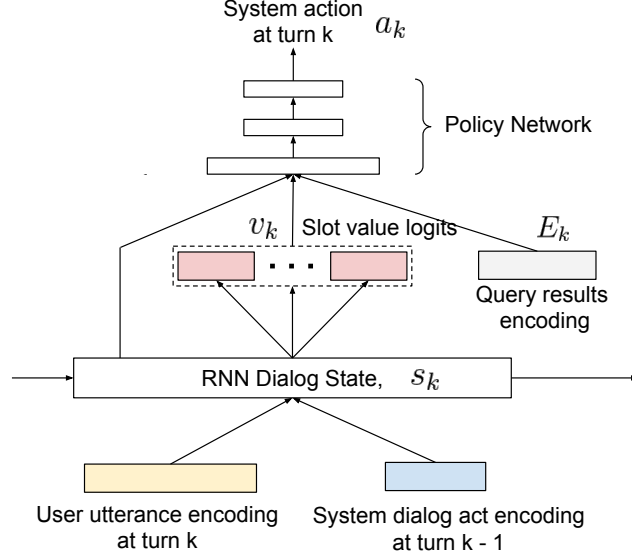 System action
at turn k
a_k
Policy Network
v_k
Slot value logits
E_k
Query results
encoding
RNN Dialog State, s_k
User utterance encoding
at turn k
System dialog act encoding
at turn k - 1